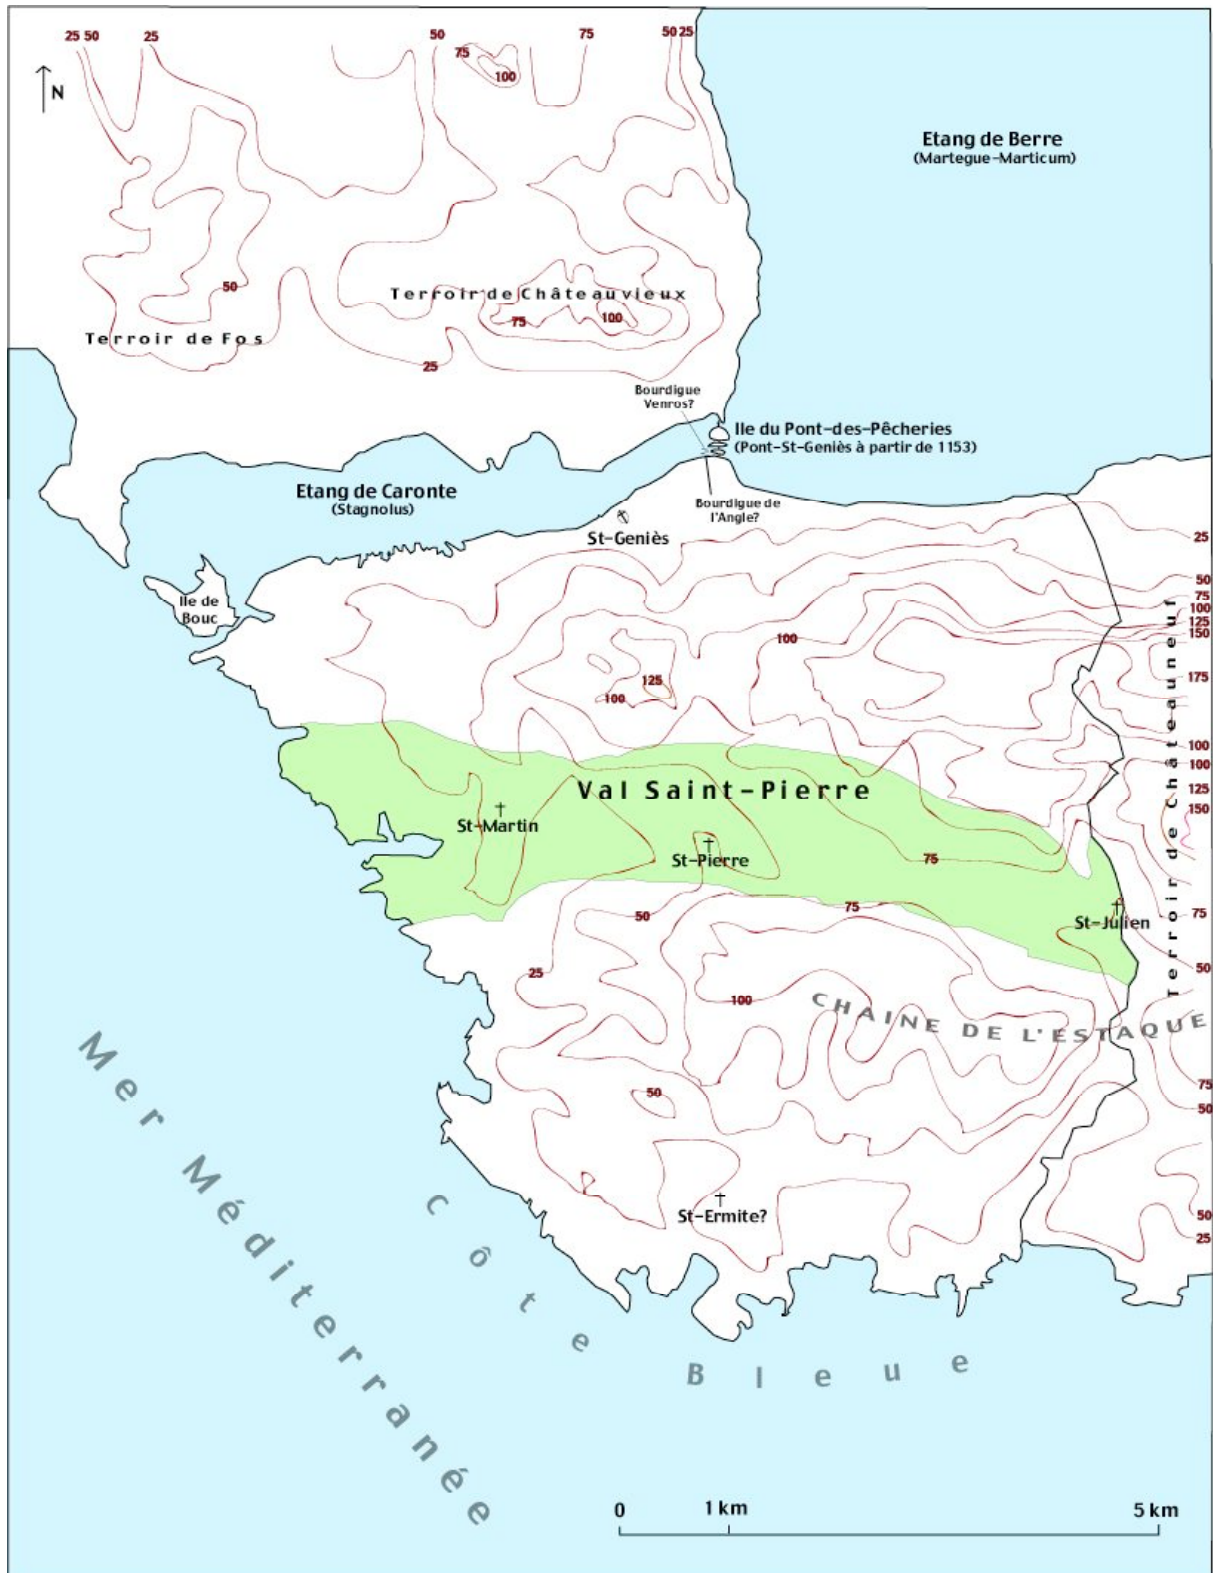 25 50 25 50 75 50 25
75
100
N
Etang de Berre
(Martegue-Marticum)
50
Terroir de Châteauvieux
75 100
Terroir de Fos
25
Bourdigue
Venros?
Ile du Pont-des-Pêcheries
(Pont-St-Geniès à partir de 1153)
Etang de Caronte
(Stagnolus)
Bourdigue de
l'Angle?
St-Geniès
25
50
75
100
125
150
Ile de
Bouc
100
125
100
175
Terroir de Châteauneuf
100
100
125
150
Val Saint-Pierre
St-Martin
St-Pierre
75
St-Julien
75
50
75
25
50
100
CHAINE DE L'ESTAQUE
50
75
50
Mer Méditerranée
Côte Bleue
St-Ermite?
50
25
0 1 km 5 km